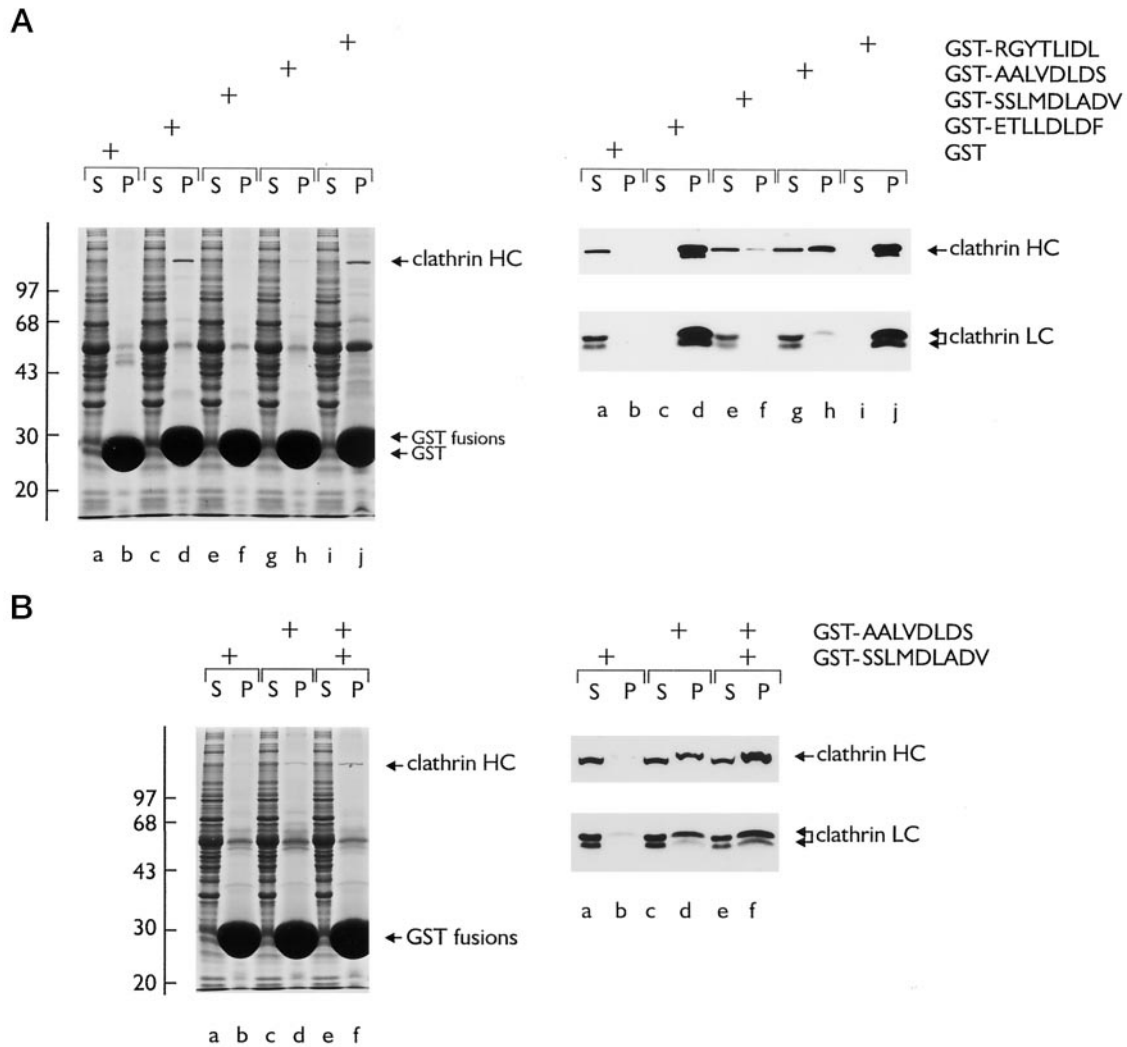 A
+ +
+ +
+ +
+ +
+ +
GST-RGYTLIDL
GST-AALVDLDS
GST-SSLMDLADV
GST-ETLLDLDF
GST
S P S P S P S P S P
S P S P S P S P S P
clathrin HC
97
68
43
30
20
GST fusions
GST
clathrin HC
clathrin LC
a b c d e f g h i j
a b c d e f g h i j
B
+ +
+ +
+ +
+ +
GST-AALVDLDS
GST-SSLMDLADV
S P S P S P
S P S P S P
clathrin HC
97
68
43
30
20
GST fusions
clathrin HC
clathrin LC
a b c d e f
a b c d e f